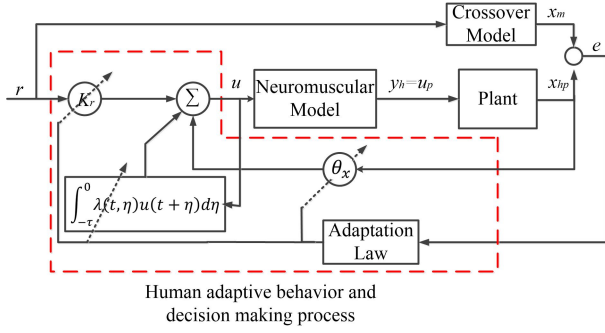 Crossover
Model
x_m
e
r
K_r
Σ
u
Neuromuscular
Model
y_h=u_p
Plant
x_hp
θ_x
∫_{-τ}^{0} λ(t,η)u(t + η)dη
Adaptation
Law
Human adaptive behavior and
decision making process